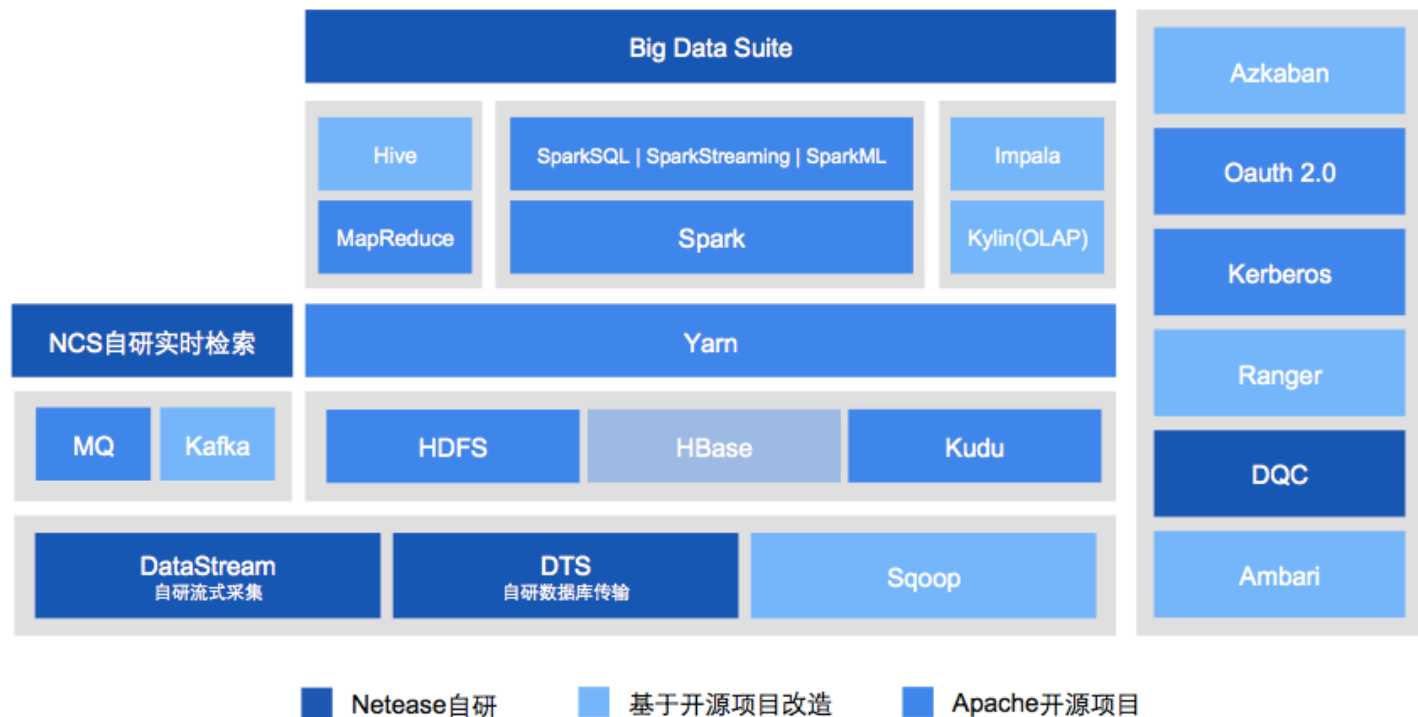 Big Data Suite
Hive
SparkSQL | SparkStreaming | SparkML
Impala
MapReduce
Spark
Kylin(OLAP)
NCS自研实时检索
Yarn
MQ
Kafka
HDFS
HBase
Kudu
DataStream
自研流式采集
DTS
自研数据库传输
Sqoop
Azkaban
Oauth 2.0
Kerberos
Ranger
DQC
Ambari
Netease自研
基于开源项目改造
Apache开源项目